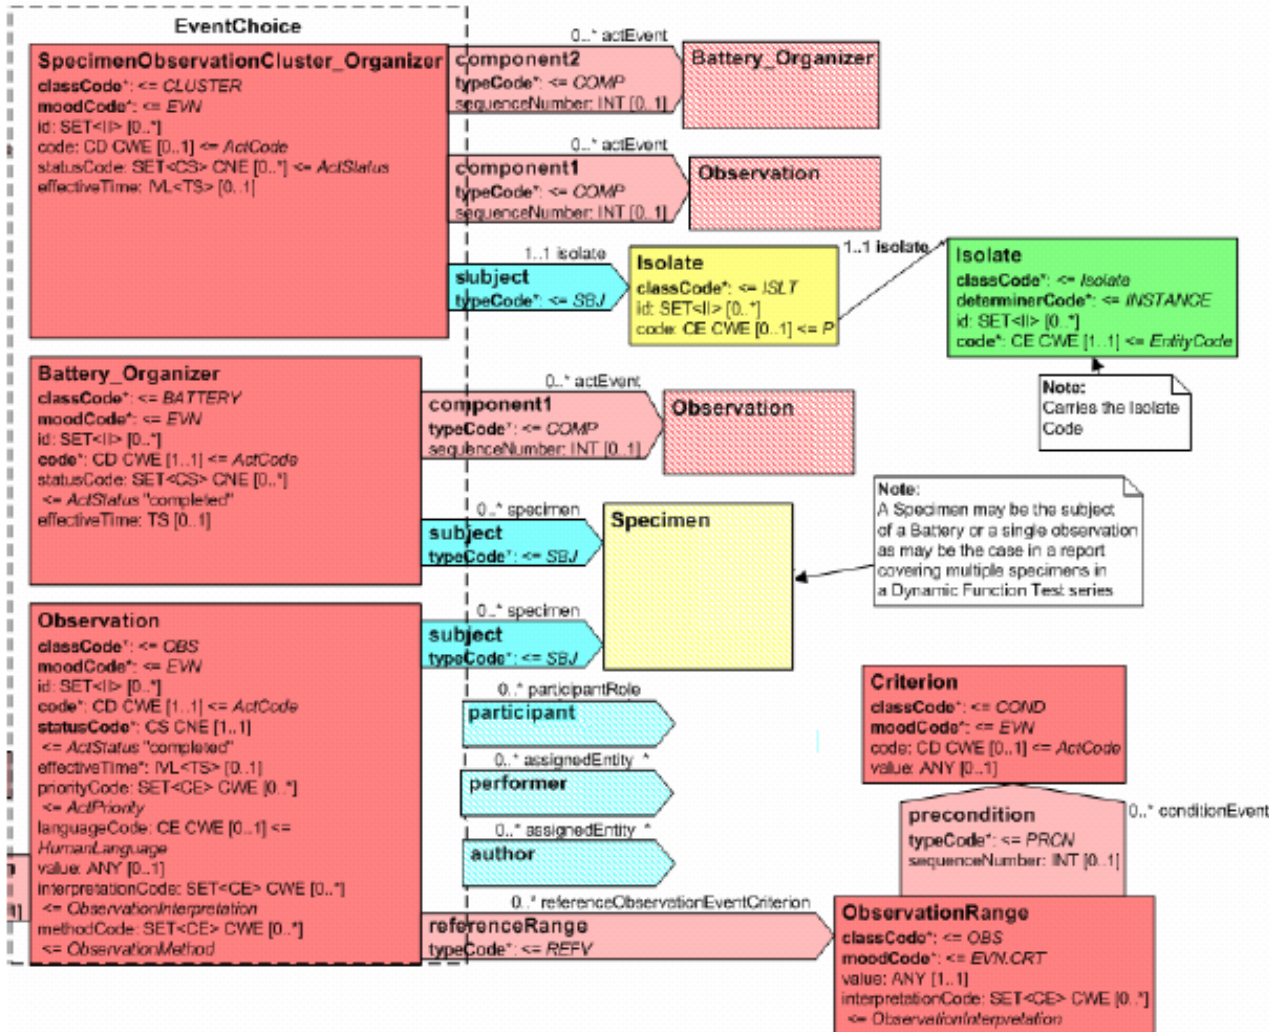 EventChoice
SpecimenObservationCluster_Organizer
classCode*: <= CLUSTER
moodCode*: <= EVN
id: SET<II> [0..*]
code: CD CWE [0..1] <= ActCode
statusCode: SET<CS> CNE [0..*] <= ActStatus
effectiveTime: IVL<TS> [0..1]
0..* actEvent
component2
typeCode*: <= COMP
sequenceNumber: INT [0..1]
Battery_Organizer
0..* actEvent
component1
typeCode*: <= COMP
sequenceNumber: INT [0..1]
Observation
1..1 isolate
subject
typeCode*: <= SBJ
Isolate
classCode*: <= ISLT
id: SET<II> [0..*]
code: CE CWE [0..1] <= P
1..1 isolate
Isolate
classCode*: <= Isolate
determinerCode*: <= INSTANCE
id: SET<II> [0..*]
code*: CE CWE [1..1] <= EntityCode
Note:
Carries the Isolate
Code
Battery_Organizer
classCode*: <= BATTERY
moodCode*: <= EVN
id: SET<II> [0..*]
code*: CD CWE [1..1] <= ActCode
statusCode: SET<CS> CNE [0..*]
<= ActStatus "completed"
effectiveTime: TS [0..1]
0..* actEvent
component1
typeCode*: <= COMP
sequenceNumber: INT [0..1]
Observation
0..* specimen
subject
typeCode*: <= SBJ
Specimen
Note:
A Specimen may be the subject
of a Battery or a single observation
as may be the case in a report
covering multiple specimens in
a Dynamic Function Test series
Observation
classCode*: <= OBS
moodCode*: <= EVN
id: SET<II> [0..*]
code*: CD CWE [1..1] <= ActCode
statusCode*: CS CNE [1..1]
<= ActStatus "completed"
effectiveTime*: IVL<TS> [0..1]
priorityCode: SET<CE> CWE [0..*]
<= ActPriority
languageCode: CE CWE [0..1] <=
HumanLanguage
value: ANY [0..1]
interpretationCode: SET<CE> CWE [0..*]
<= ObservationInterpretation
methodCode: SET<CE> CWE [0..*]
<= ObservationMethod
0..* specimen
subject
typeCode*: <= SBJ
0..* participantRole
participant
0..* assignedEntity *
performer
0..* assignedEntity *
author
0..* referenceObservationEventCriterion
referenceRange
typeCode*: <= REFV
Criterion
classCode*: <= COND
moodCode*: <= EVN
code: CD CWE [0..1] <= ActCode
value: ANY [0..1]
0..* conditionEvent
precondition
typeCode*: <= PRCN
sequenceNumber: INT [0..1]
ObservationRange
classCode*: <= OBS
moodCode*: <= EVN.CRT
value: ANY [1..1]
interpretationCode: SET<CE> CWE [0..*]
<= ObservationInterpretation